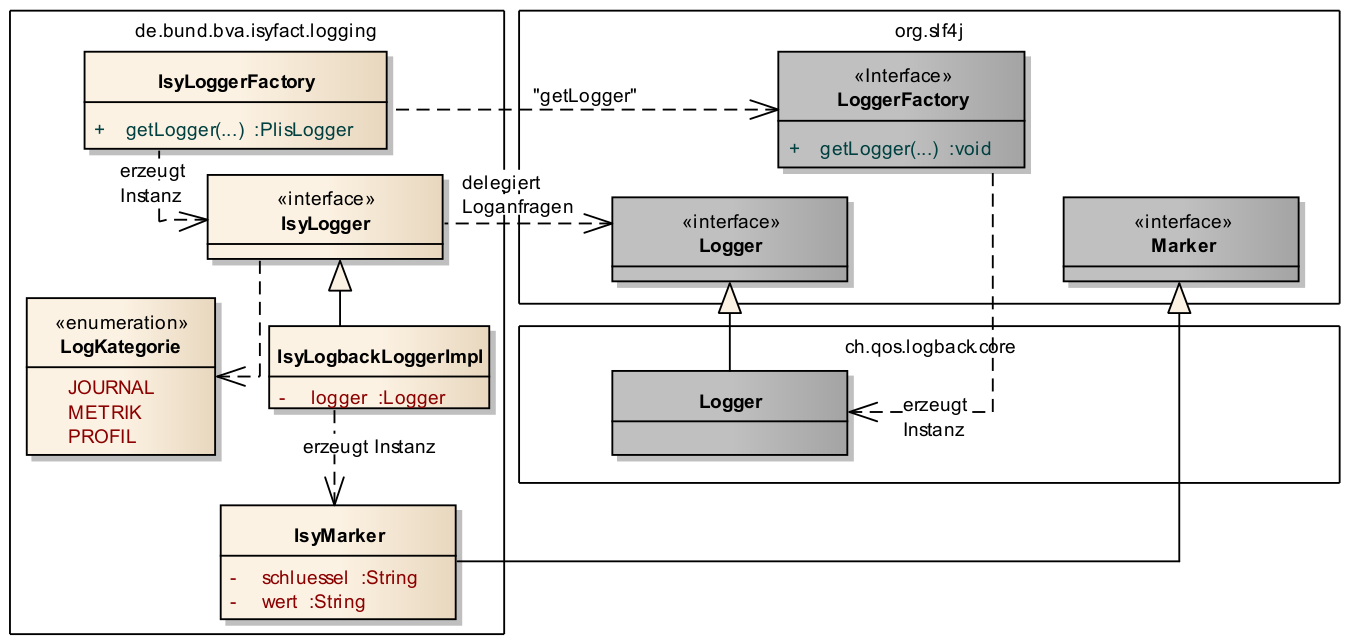 de.bund.bva.isyfact.logging
IsyLoggerFactory
+ getLogger(...) :PlisLogger
erzeugt
Instanz
«interface»
IsyLogger
«enumeration»
LogKategorie
JOURNAL
METRIK
PROFIL
IsyLogbackLoggerImpl
- logger :Logger
erzeugt Instanz
IsyMarker
- schluessel :String
- wert :String
"getLogger"
delegiert
Loganfragen
org.slf4j
«Interface»
LoggerFactory
+ getLogger(...) :void
«interface»
Logger
«interface»
Marker
ch.qos.logback.core
Logger
erzeugt
Instanz